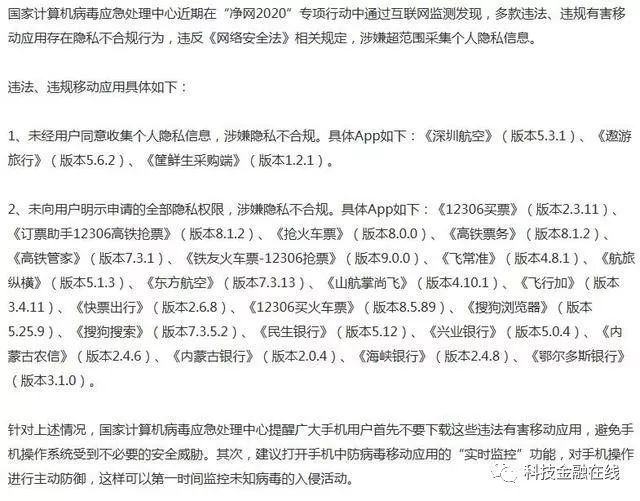 国家计算机病毒应急处理中心近期在“净网2020”专项行动中通过互联网监测发现，多款违法、违规有害移
动应用存在隐私不合规行为，违反《网络安全法》相关规定，涉嫌超范围采集个人隐私信息。
违法、违规移动应用具体如下：
1、未经用户同意收集个人隐私信息，涉嫌隐私不合规。具体App如下：《深圳航空》（版本5.3.1）、《遨游
旅行》（版本5.6.2）、《筐鲜生采购端》（版本1.2.1）。
2、未向用户明示申请的全部隐私权限，涉嫌隐私不合规。具体App如下：《12306买票》（版本2.3.11）、
《订票助手12306高铁抢票》（版本8.1.2）、《抢火车票》（版本8.0.0）、《高铁票务》（版本8.1.2）、
《高铁管家》（版本7.3.1）、《铁友火车票-12306抢票》（版本9.0.0）、《飞常准》（版本4.8.1）、《航旅
纵横》（版本5.1.3）、《东方航空》（版本7.3.13）、《山航掌尚飞》（版本4.10.1）、《飞行加》（版本
3.4.11）、《快票出行》（版本2.6.8）、《12306买火车票》（版本8.5.89）、《搜狗浏览器》（版本
5.25.9）、《搜狗搜索》（版本7.3.5.2）、《民生银行》（版本5.12）、《兴业银行》（版本5.0.4）、《内
蒙古农信》（版本2.4.6）、《内蒙古银行》（版本2.0.4）、《海峡银行》（版本2.4.8）、《鄂尔多斯银行》
（版本3.1.0）。
针对上述情况，国家计算机病毒应急处理中心提醒广大手机用户首先不要下载这些违法有害移动应用，避免手
机操作系统受到不必要的安全威胁。其次，建议打开手机中防病毒移动应用的“实时监控”功能，对手机操作
进行主动防御，这样可以第一时间监控未知病毒的入侵活动。
科技金融在线